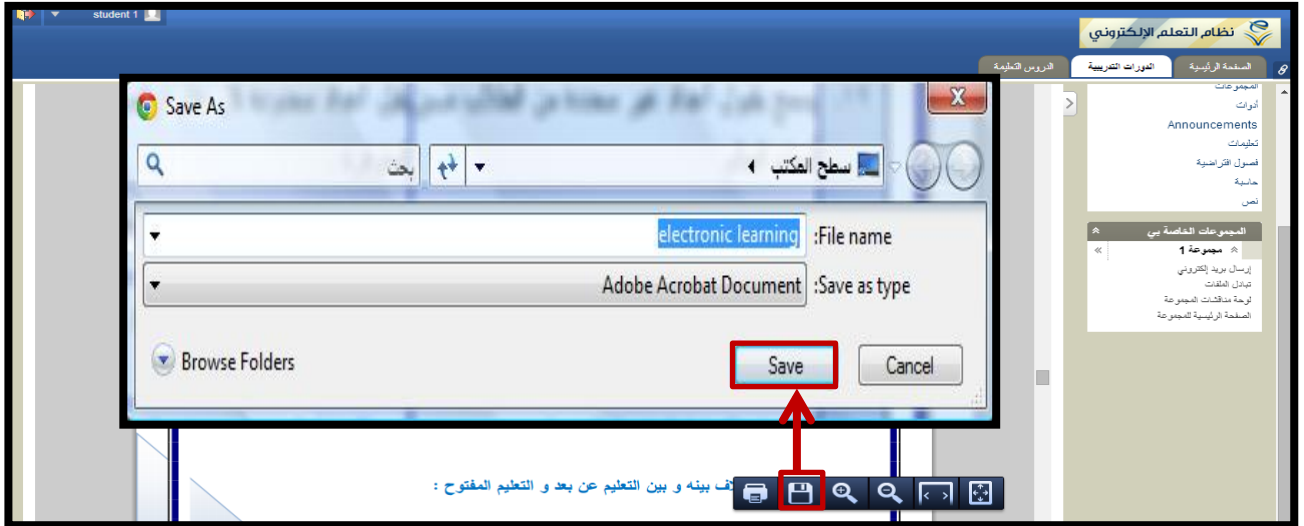 student 1
نظام التعلم الإلكتروني
الصفحة الرئيسية
الدورات التدريبية
الدروس التعليمة
المجموعات
أدوات
Announcements
تعليمات
فصول افتراضية
حاسبة
نص
المجموعات الخاصة بي
مجموعة 1
إرسال بريد إلكتروني
تبادل الملفات
لوحة مناقشات المجموعة
الصفحة الرئيسية للمجموعة
Save As
سطح المكتب
بحث
File name:
electronic learning
Save as type:
Adobe Acrobat Document
Browse Folders
Save
Cancel
بينه و بين التعليم عن بعد و التعليم المفتوح :